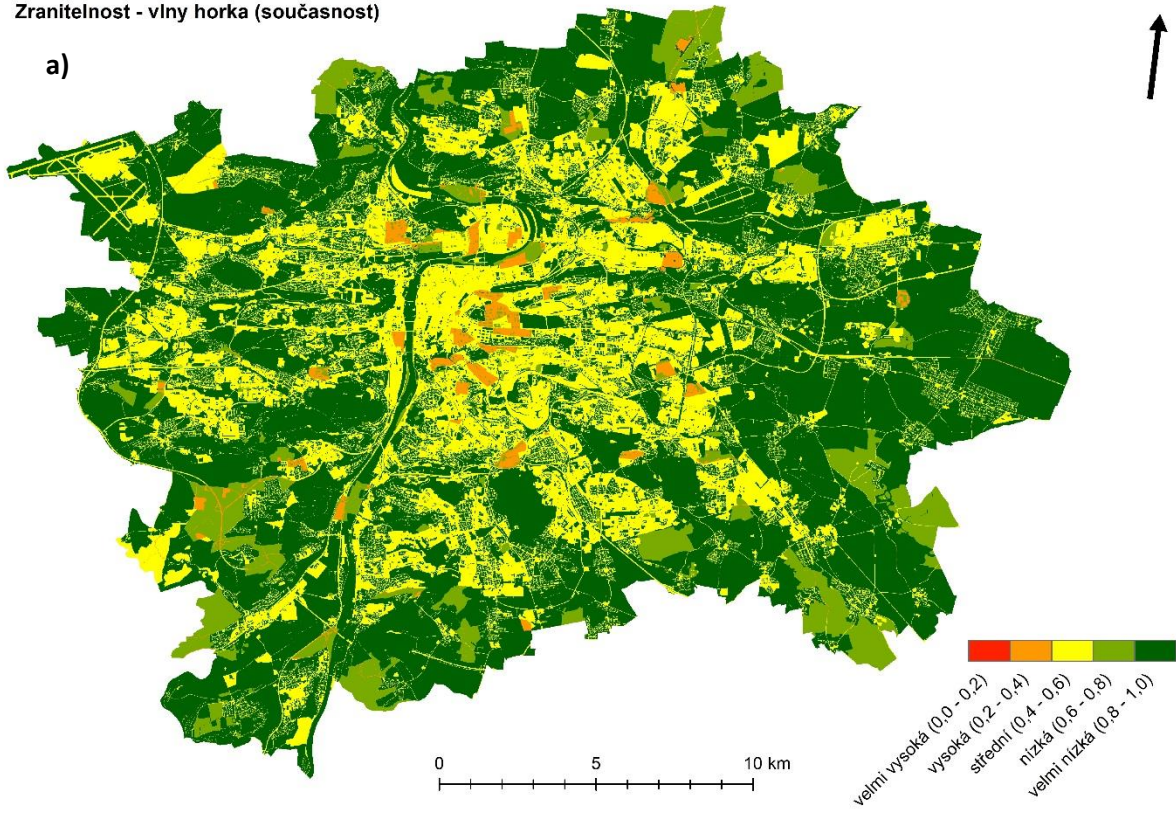 Zranitelnost - vlny horka (současnost)
a)
velmi vysoká (0,0 - 0,2)
vysoká (0,2 - 0,4)
střední (0,4 - 0,6)
nízká (0,6 - 0,8)
velmi nízká (0,8 - 1,0)
0 5 10 km